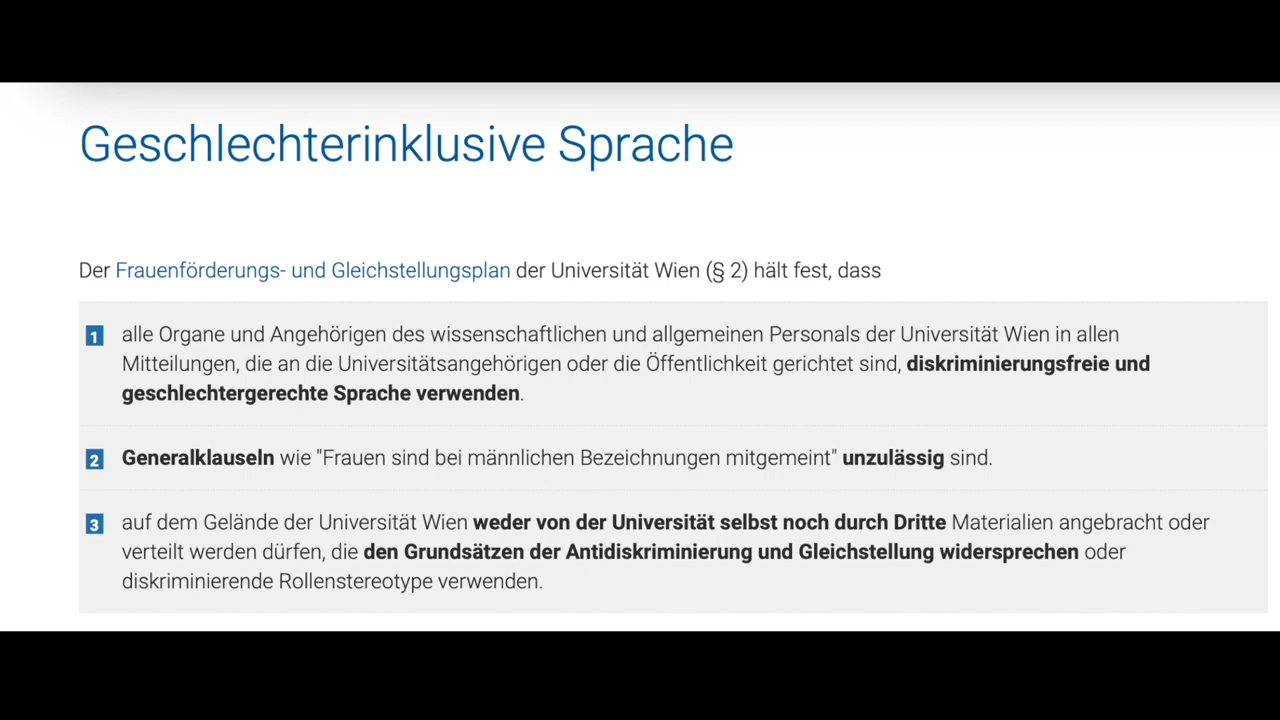 Geschlechterinklusive Sprache
Der Frauenförderungs- und Gleichstellungsplan der Universität Wien (§ 2) hält fest, dass
1 alle Organe und Angehörigen des wissenschaftlichen und allgemeinen Personals der Universität Wien in allen
Mitteilungen, die an die Universitätsangehörigen oder die Öffentlichkeit gerichtet sind, diskriminierungsfreie und
geschlechtergerechte Sprache verwenden.
2 Generalklauseln wie "Frauen sind bei männlichen Bezeichnungen mitgemeint" unzulässig sind.
3 auf dem Gelände der Universität Wien weder von der Universität selbst noch durch Dritte Materialien angebracht oder
verteilt werden dürfen, die den Grundsätzen der Antidiskriminierung und Gleichstellung widersprechen oder
diskriminierende Rollenstereotype verwenden.